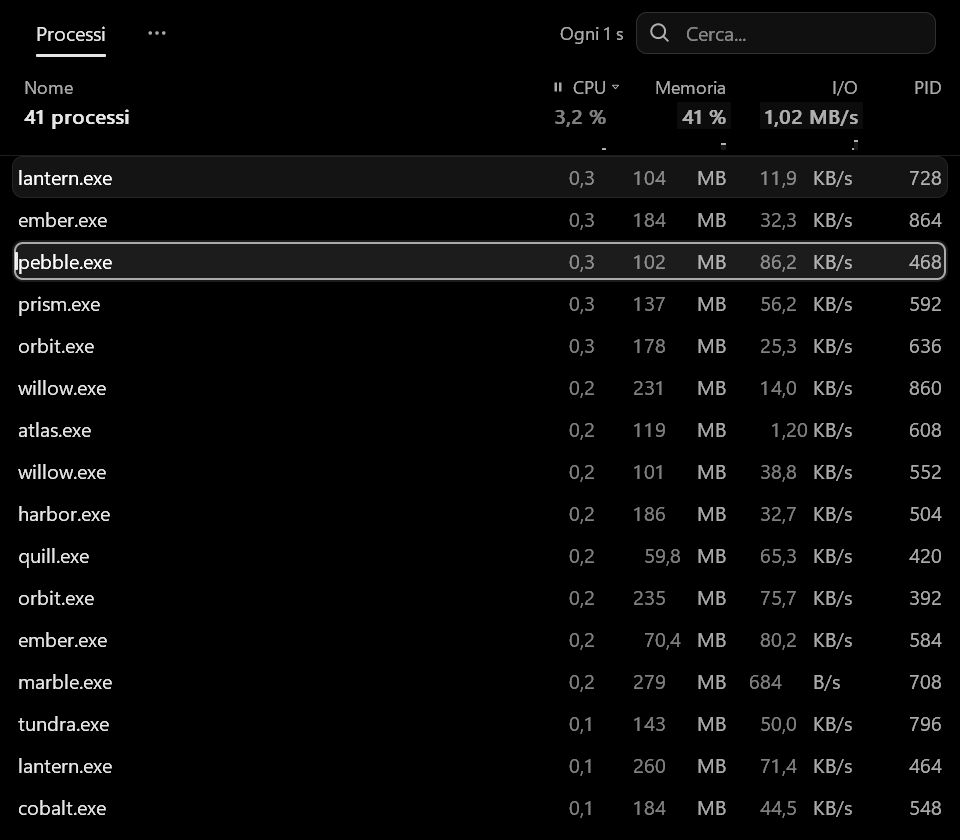 Processi ... Ogni 1 s Cerca...
Nome CPU Memoria I/O PID
41 processi 3,2 % 41 % 1,02 MB/s
lantern.exe 0,3 104 MB 11,9 KB/s 728
ember.exe 0,3 184 MB 32,3 KB/s 864
pebble.exe 0,3 102 MB 86,2 KB/s 468
prism.exe 0,3 137 MB 56,2 KB/s 592
orbit.exe 0,3 178 MB 25,3 KB/s 636
willow.exe 0,2 231 MB 14,0 KB/s 860
atlas.exe 0,2 119 MB 1,20 KB/s 608
willow.exe 0,2 101 MB 38,8 KB/s 552
harbor.exe 0,2 186 MB 32,7 KB/s 504
quill.exe 0,2 59,8 MB 65,3 KB/s 420
orbit.exe 0,2 235 MB 75,7 KB/s 392
ember.exe 0,2 70,4 MB 80,2 KB/s 584
marble.exe 0,2 279 MB 684 B/s 708
tundra.exe 0,1 143 MB 50,0 KB/s 796
lantern.exe 0,1 260 MB 71,4 KB/s 464
cobalt.exe 0,1 184 MB 44,5 KB/s 548